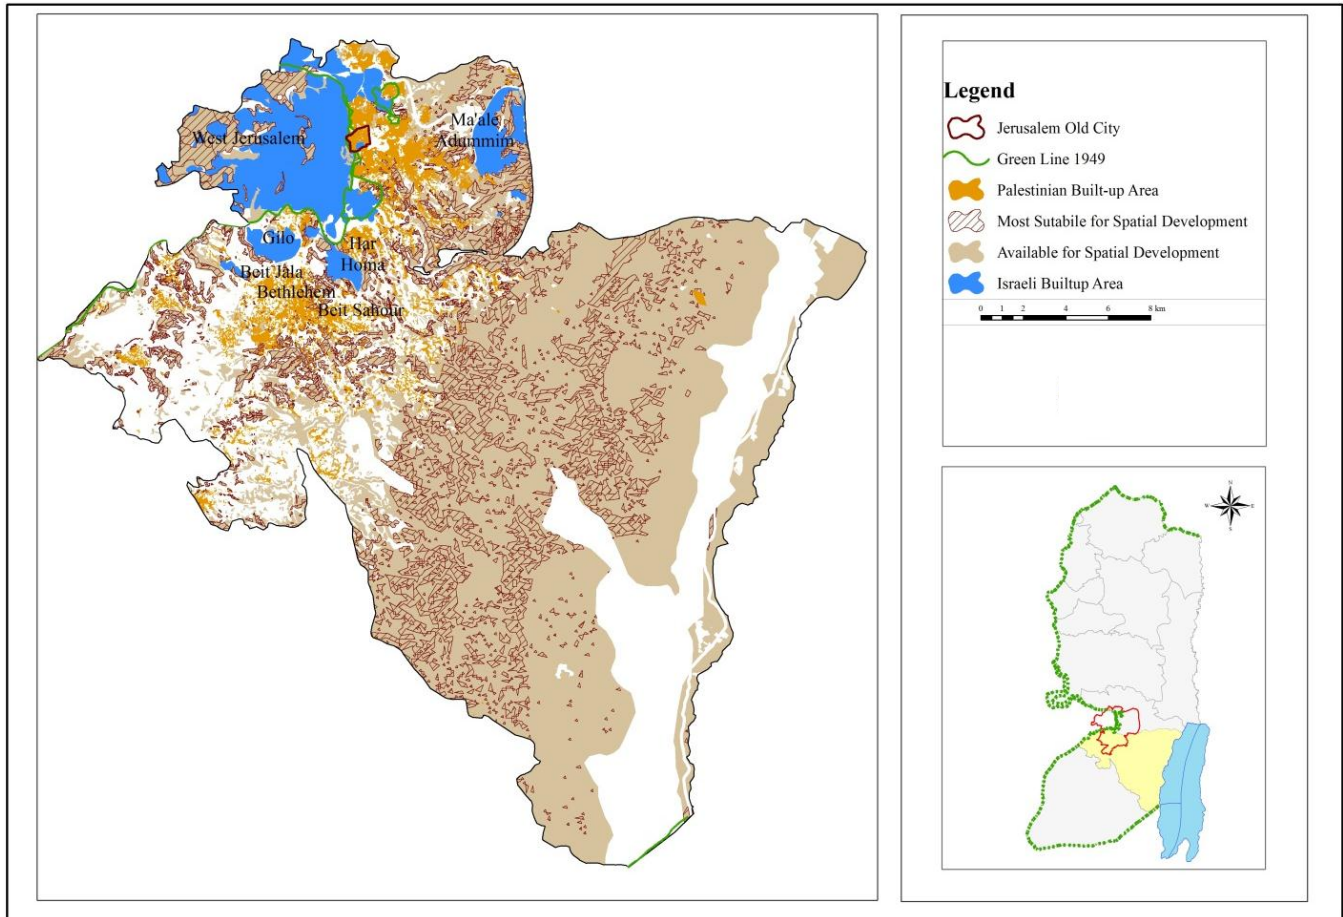 West Jerusalem
Ma'ale
Adummim
Gilo
Har
Homa
Beit Jala
Bethlehem
Beit Sahour
Legend
Jerusalem Old City
Green Line 1949
Palestinian Built-up Area
Most Sutabile for Spatial Development
Available for Spatial Development
Israeli Builtup Area
0 1 2 4 6 8 km
N
W E
S